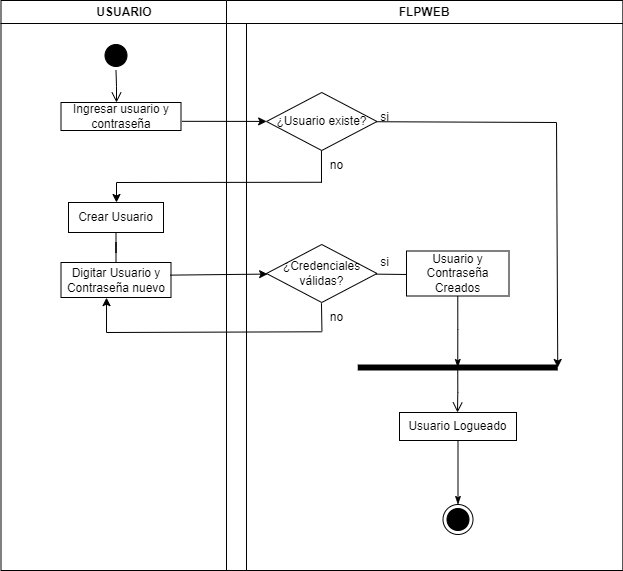 USUARIO
FLPWEB
Ingresar usuario y
contraseña
¿Usuario existe?
si
no
Crear Usuario
Digitar Usuario y
Contraseña nuevo
¿Credenciales
válidas?
si
no
Usuario y
Contraseña
Creados
Usuario Logueado